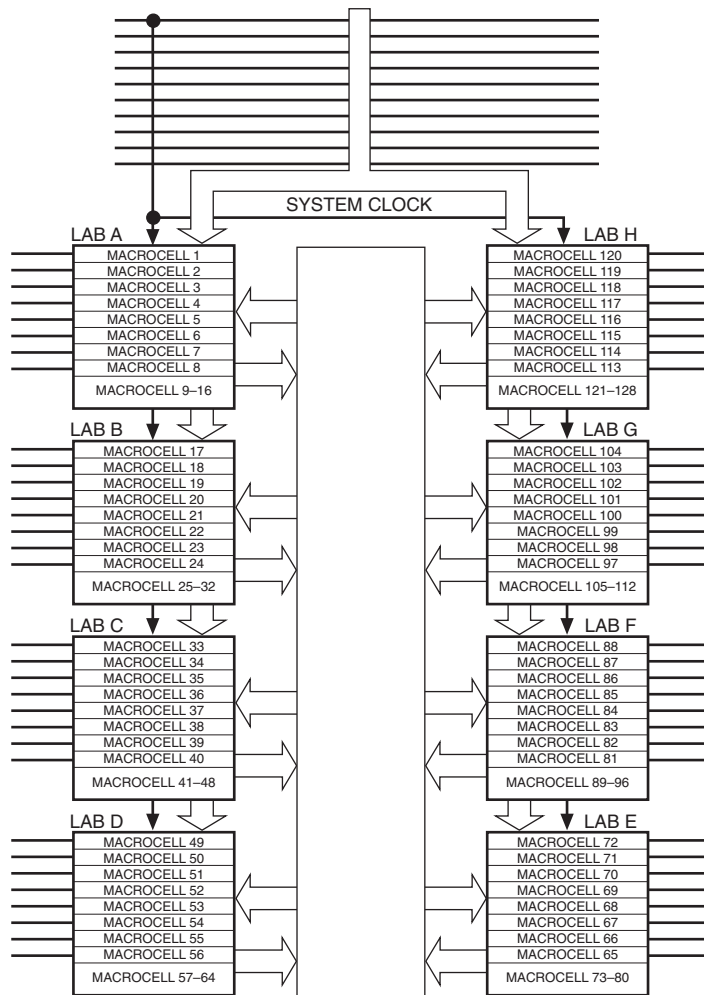 SYSTEM CLOCK
LAB A
MACROCELL 1
MACROCELL 2
MACROCELL 3
MACROCELL 4
MACROCELL 5
MACROCELL 6
MACROCELL 7
MACROCELL 8
MACROCELL 9–16
LAB B
MACROCELL 17
MACROCELL 18
MACROCELL 19
MACROCELL 20
MACROCELL 21
MACROCELL 22
MACROCELL 23
MACROCELL 24
MACROCELL 25–32
LAB C
MACROCELL 33
MACROCELL 34
MACROCELL 35
MACROCELL 36
MACROCELL 37
MACROCELL 38
MACROCELL 39
MACROCELL 40
MACROCELL 41–48
LAB D
MACROCELL 49
MACROCELL 50
MACROCELL 51
MACROCELL 52
MACROCELL 53
MACROCELL 54
MACROCELL 55
MACROCELL 56
MACROCELL 57–64
LAB H
MACROCELL 120
MACROCELL 119
MACROCELL 118
MACROCELL 117
MACROCELL 116
MACROCELL 115
MACROCELL 114
MACROCELL 113
MACROCELL 121–128
LAB G
MACROCELL 104
MACROCELL 103
MACROCELL 102
MACROCELL 101
MACROCELL 100
MACROCELL 99
MACROCELL 98
MACROCELL 97
MACROCELL 105–112
LAB F
MACROCELL 88
MACROCELL 87
MACROCELL 86
MACROCELL 85
MACROCELL 84
MACROCELL 83
MACROCELL 82
MACROCELL 81
MACROCELL 89–96
LAB E
MACROCELL 72
MACROCELL 71
MACROCELL 70
MACROCELL 69
MACROCELL 68
MACROCELL 67
MACROCELL 66
MACROCELL 65
MACROCELL 73–80